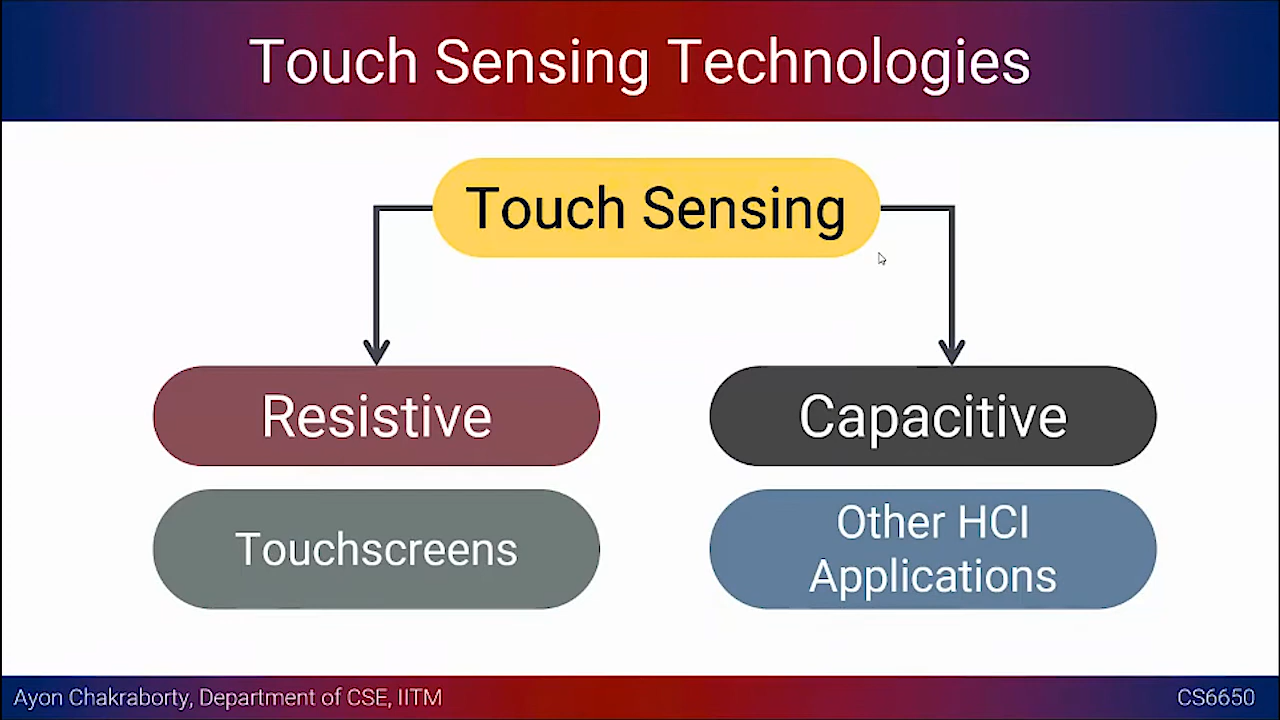 Touch Sensing Technologies
Touch Sensing
Resistive
Capacitive
Touchscreens
Other HCI
Applications
Ayon Chakraborty, Department of CSE, IITM
CS6650